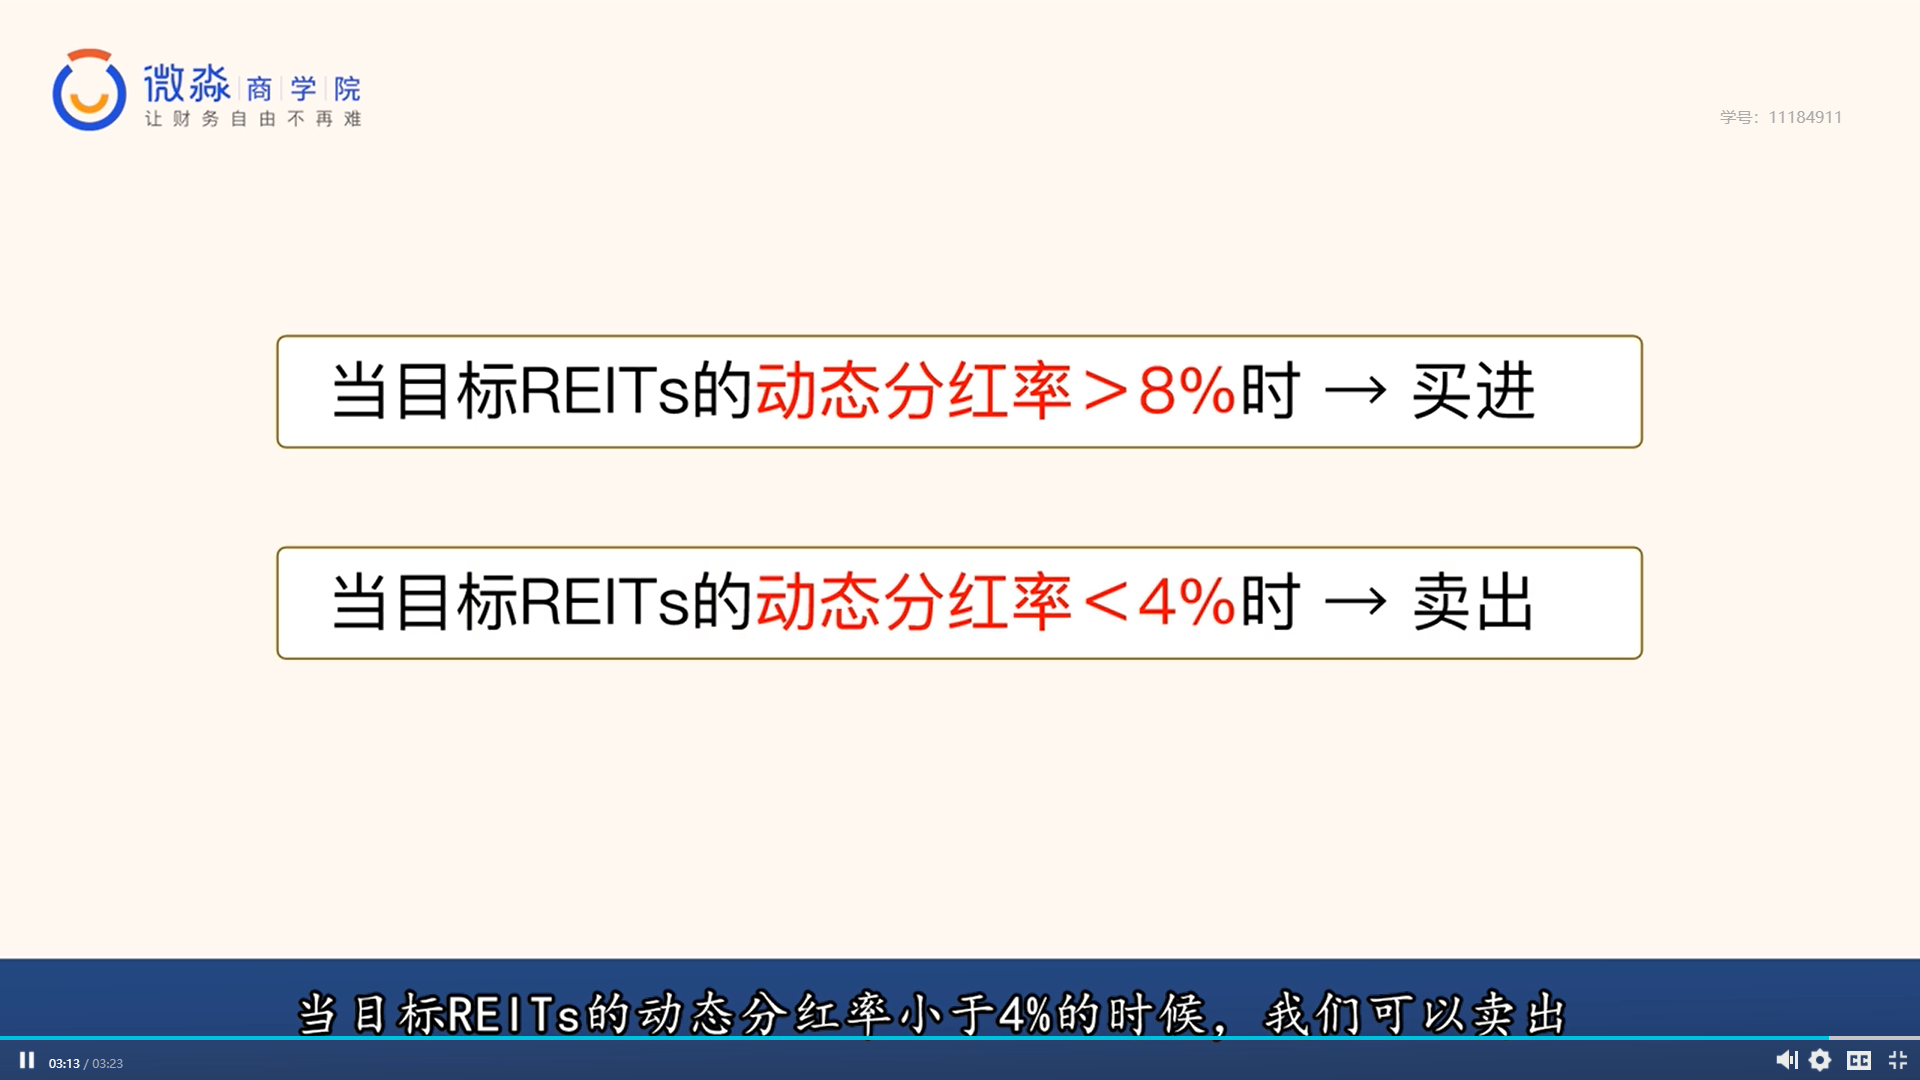 微淼 商 学 院
让财务自由不再难
学号：11184911
当目标REITs的动态分红率＞8%时 → 买进
当目标REITs的动态分红率＜4%时 → 卖出
当目标REITs的动态分红率小于4%的时候，我们可以卖出
03:13 / 03:23
CC